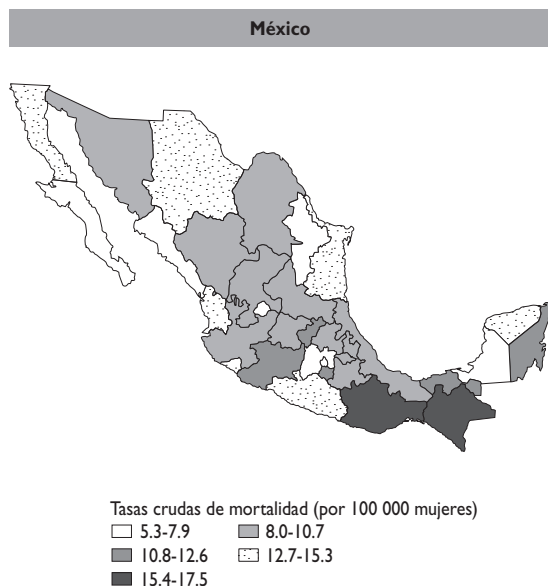 México
Tasas crudas de mortalidad (por 100 000 mujeres)
5.3-7.9 8.0-10.7
10.8-12.6 12.7-15.3
15.4-17.5